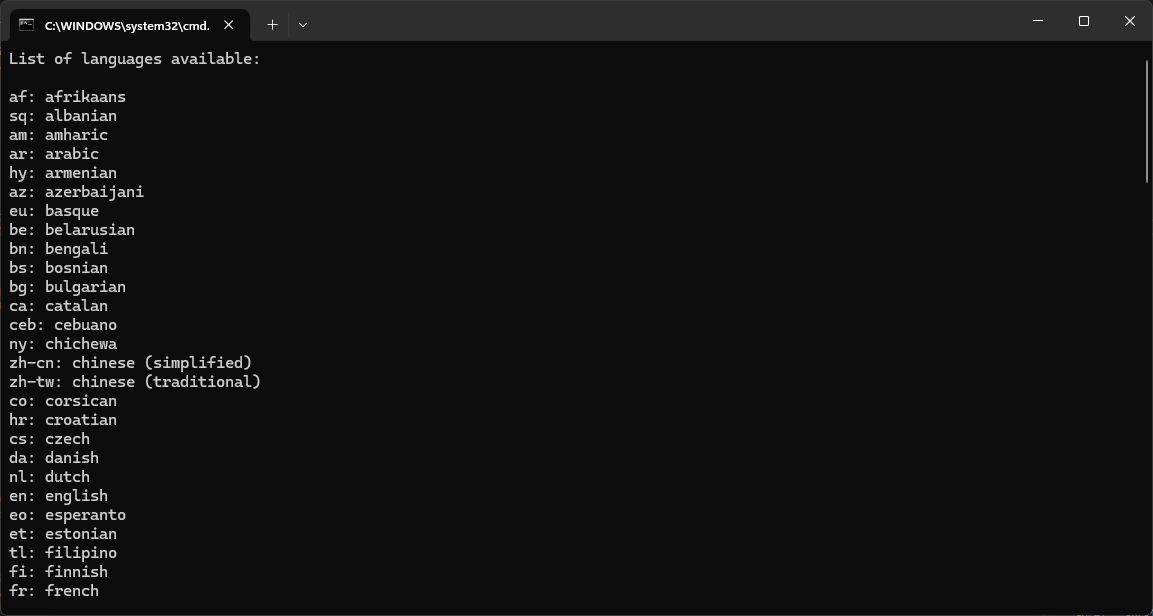 C:\WINDOWS\system32\cmd.
List of languages available:
af: afrikaans
sq: albanian
am: amharic
ar: arabic
hy: armenian
az: azerbaijani
eu: basque
be: belarusian
bn: bengali
bs: bosnian
bg: bulgarian
ca: catalan
ceb: cebuano
ny: chichewa
zh-cn: chinese (simplified)
zh-tw: chinese (traditional)
co: corsican
hr: croatian
cs: czech
da: danish
nl: dutch
en: english
eo: esperanto
et: estonian
tl: filipino
fi: finnish
fr: french